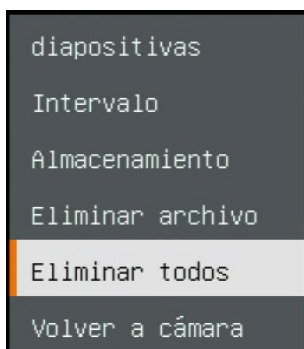 diapositivas
Intervalo
Almacenamiento
Eliminar archivo
Eliminar todos
Volver a cámara